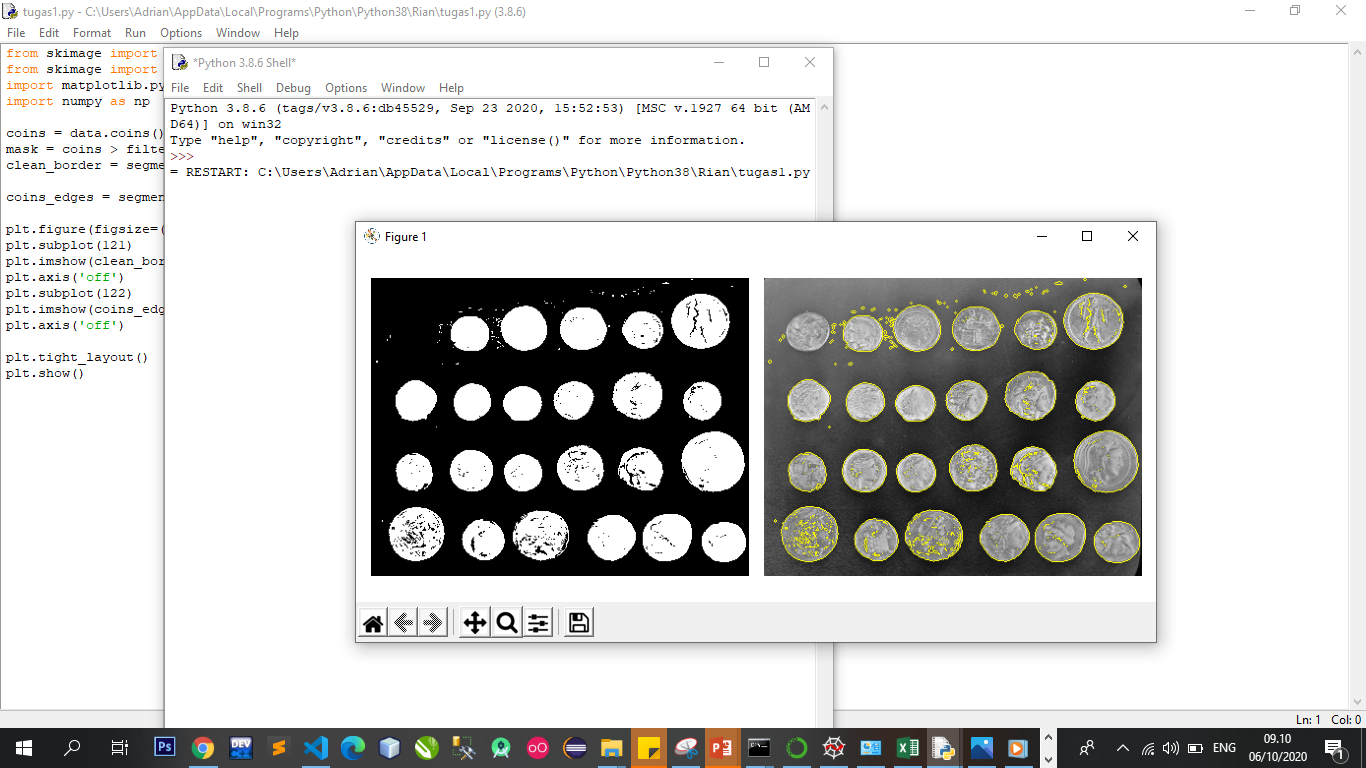 tugas1.py - C:\Users\Adrian\AppData\Local\Programs\Python\Python38\Rian\tugas1.py (3.8.6)
File Edit Format Run Options Window Help
from skimage import
from skimage import
import matplotlib.py
import numpy as np
coins = data.coins()
mask = coins > filte
clean_border = segme
coins_edges = segmen
plt.figure(figsize=(
plt.subplot(121)
plt.imshow(clean_bor
plt.axis('off')
plt.subplot(122)
plt.imshow(coins_edg
plt.axis('off')
plt.tight_layout()
plt.show()
*Python 3.8.6 Shell*
File Edit Shell Debug Options Window Help
Python 3.8.6 (tags/v3.8.6:db45529, Sep 23 2020, 15:52:53) [MSC v.1927 64 bit (AM
D64)] on win32
Type "help", "copyright", "credits" or "license()" for more information.
>>>
= RESTART: C:\Users\Adrian\AppData\Local\Programs\Python\Python38\Rian\tugas1.py
Figure 1
Ln: 1 Col: 0
Ps
DEV
P
ENG
09.10
06/10/2020
1